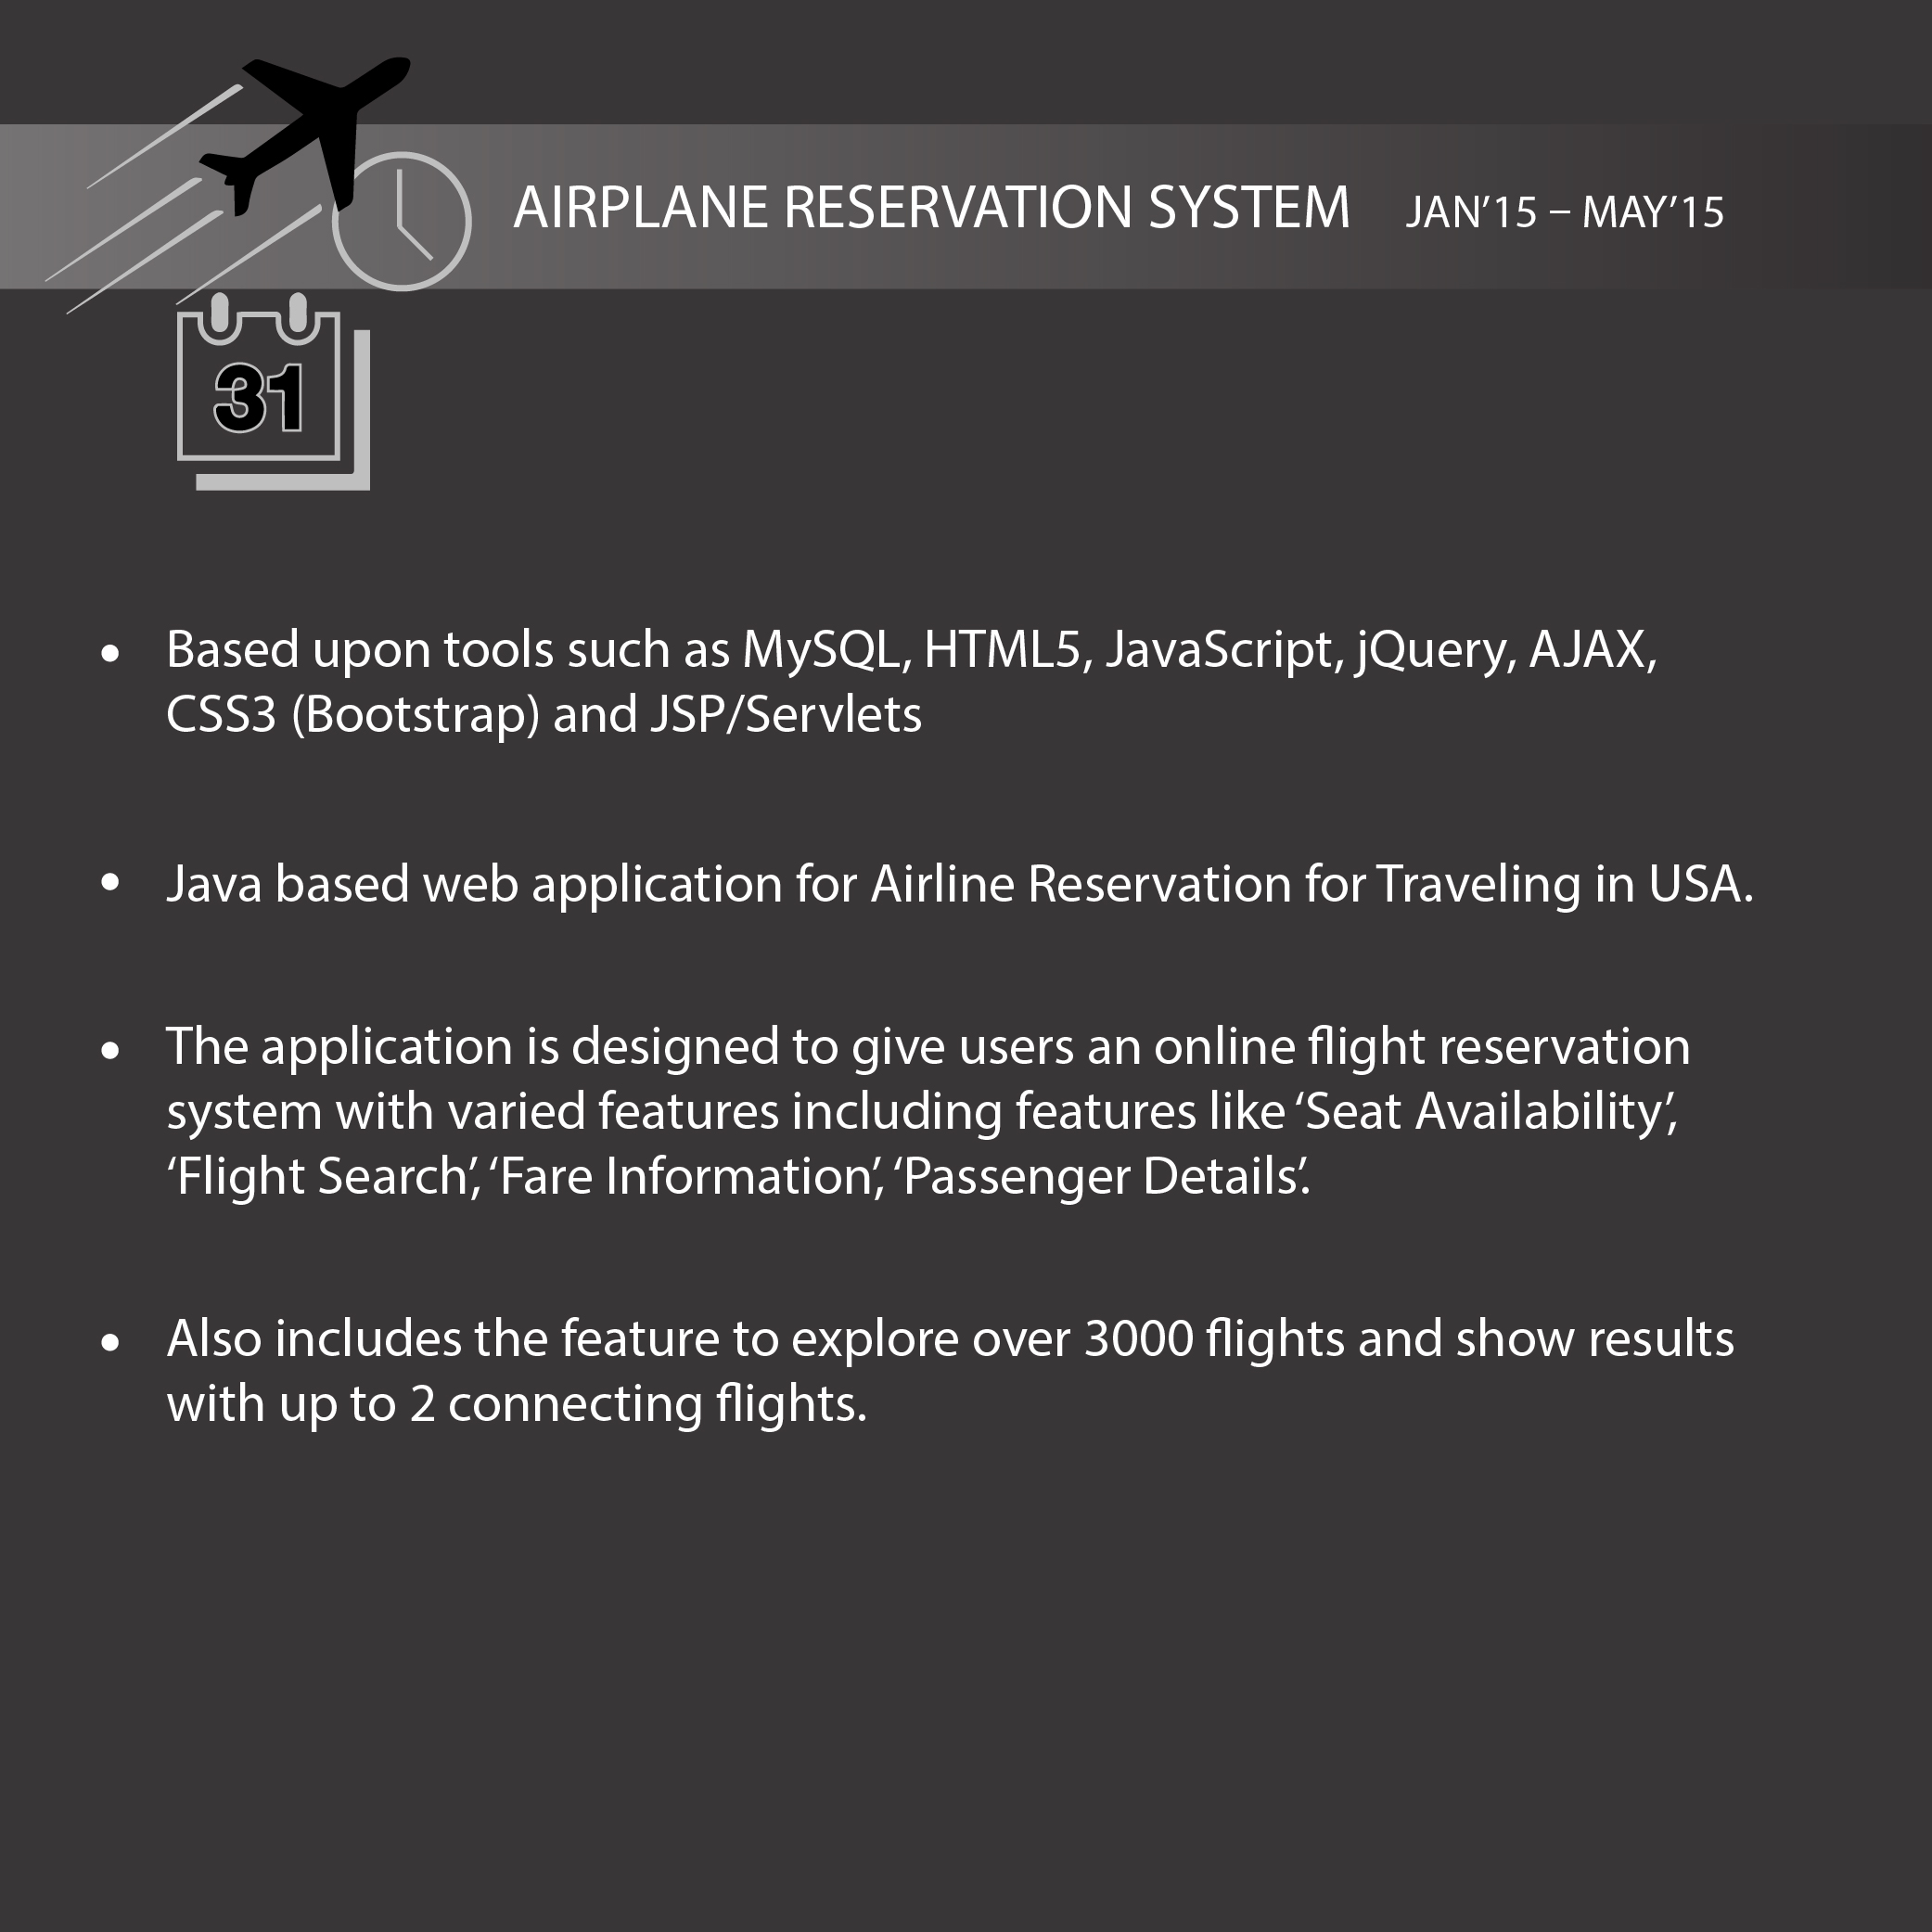 AIRPLANE RESERVATION SYSTEM JAN’15 – MAY’15
31
• Based upon tools such as MySQL, HTML5, JavaScript, jQuery, AJAX,
CSS3 (Bootstrap) and JSP/Servlets
• Java based web application for Airline Reservation for Traveling in USA.
• The application is designed to give users an online flight reservation
system with varied features including features like ‘Seat Availability’,
‘Flight Search’, ‘Fare Information’, ‘Passenger Details’.
• Also includes the feature to explore over 3000 flights and show results
with up to 2 connecting flights.